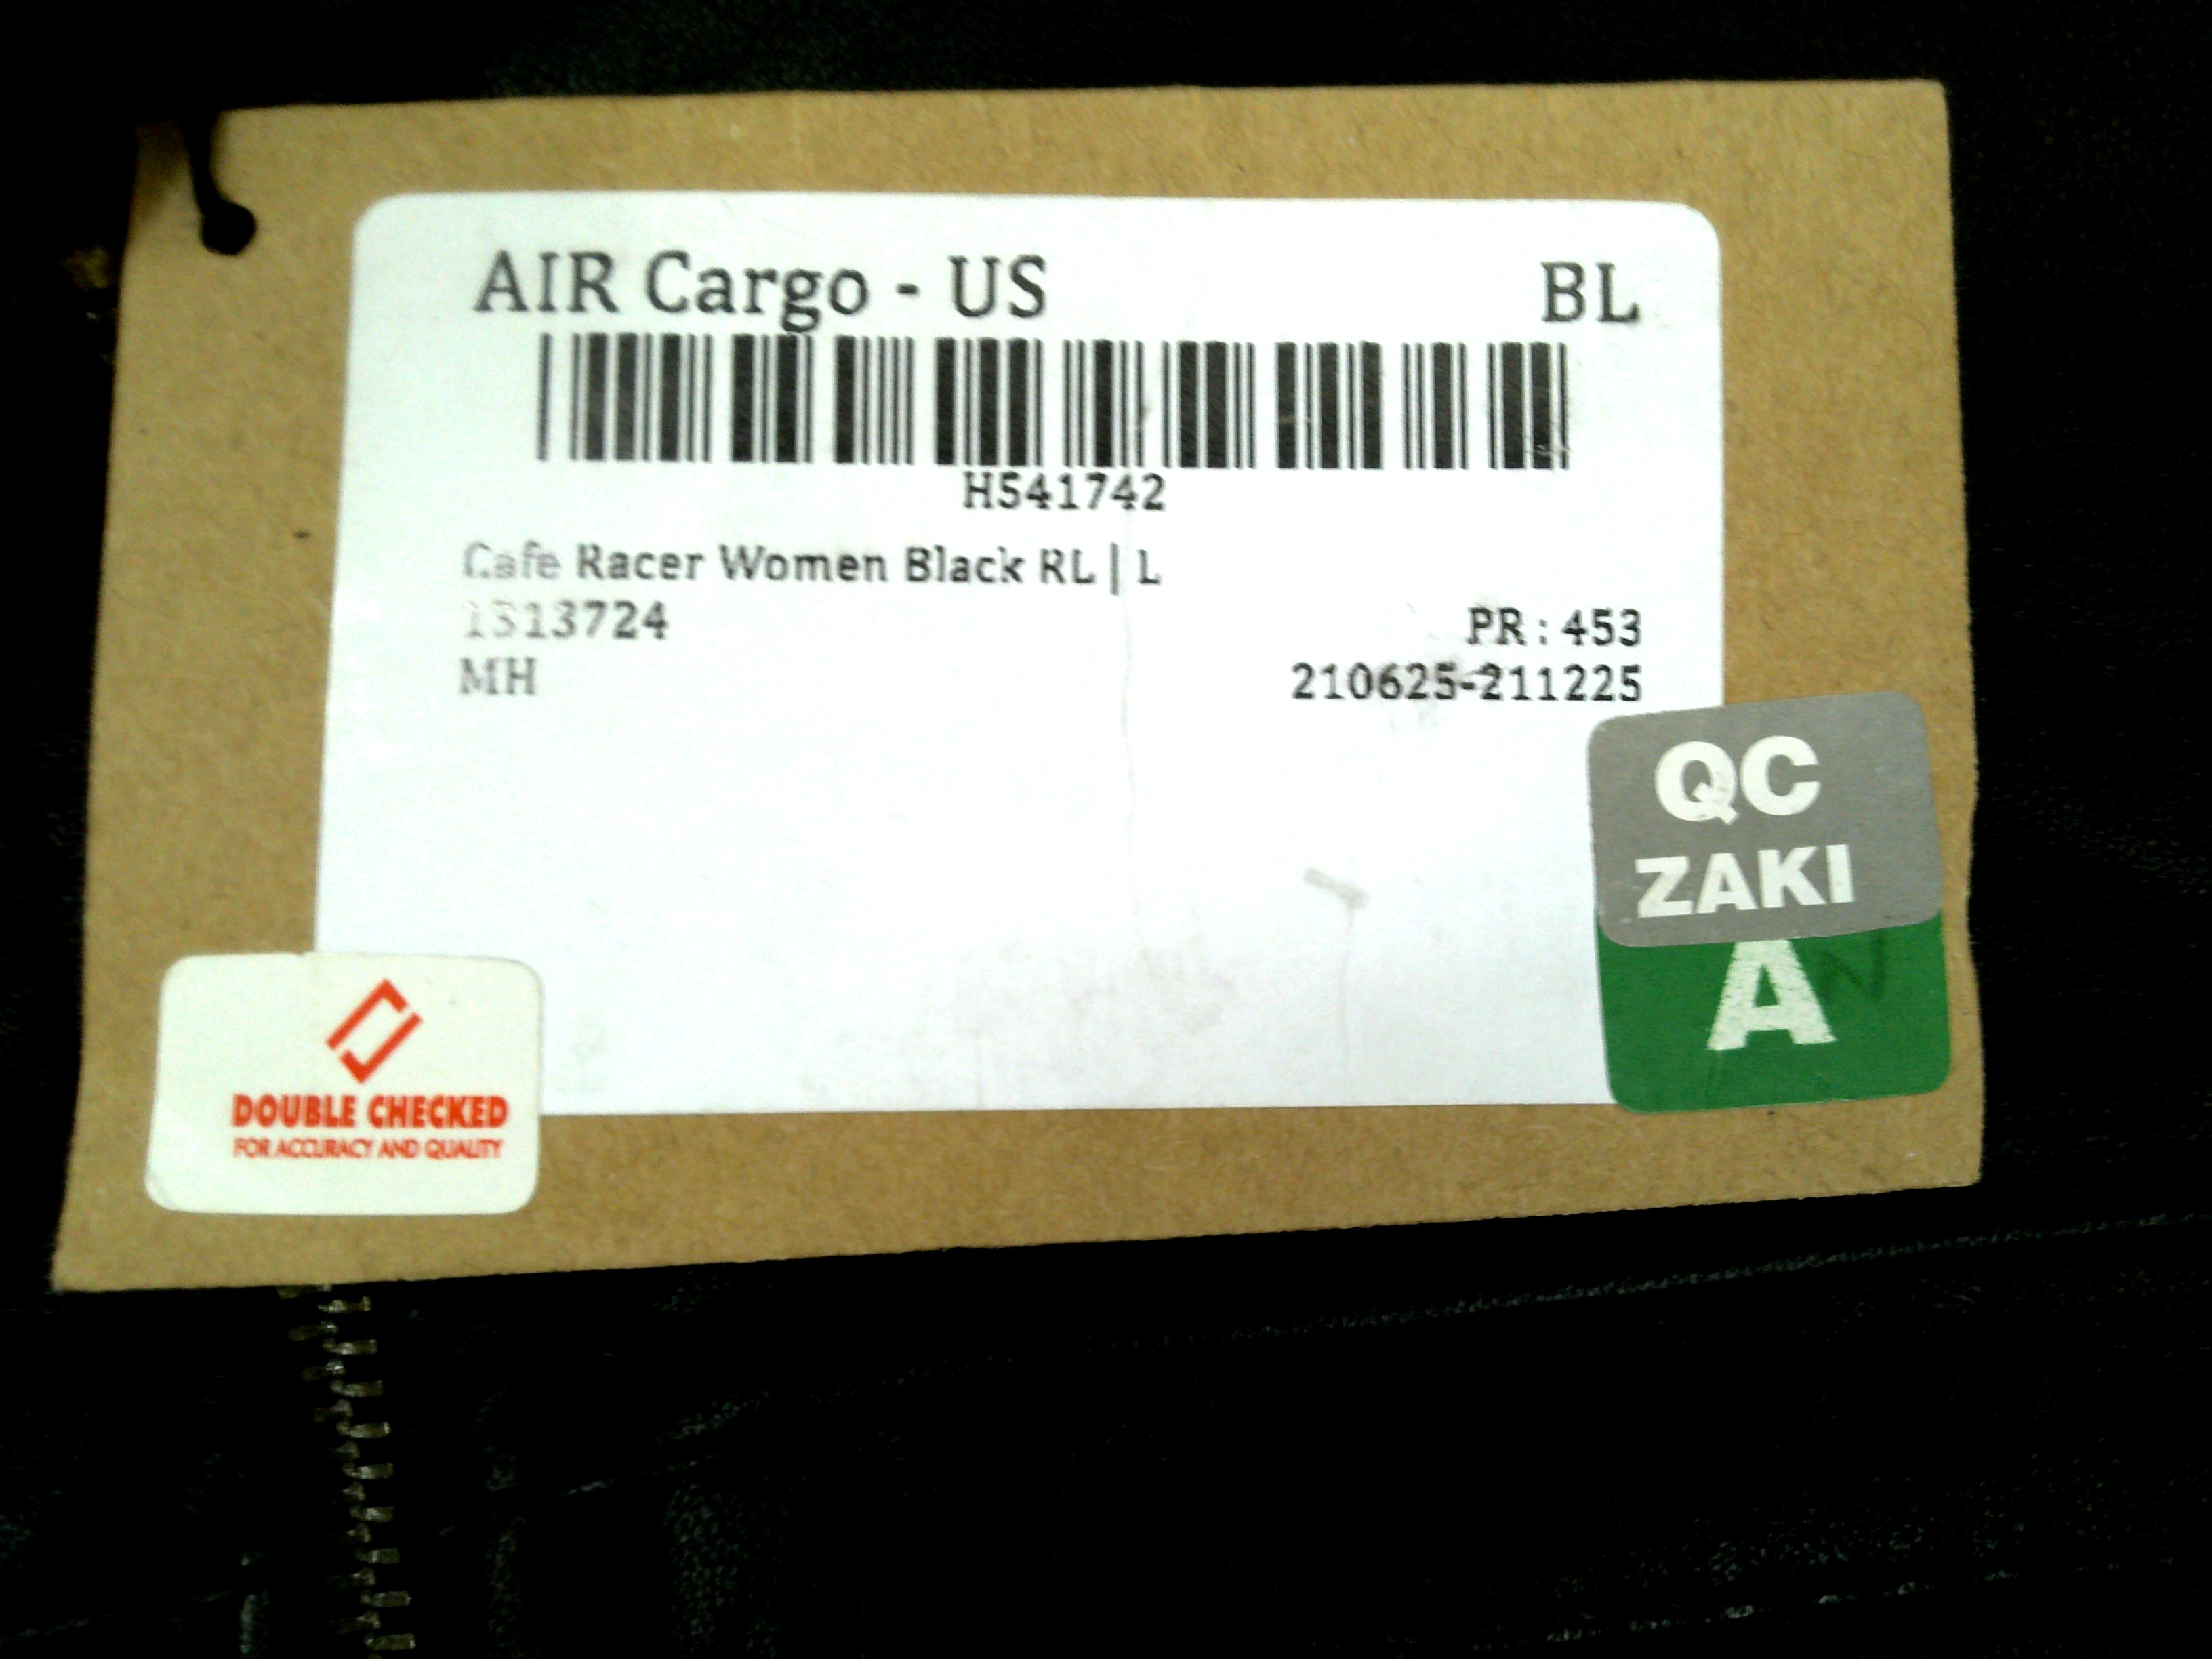 AIR Cargo - US BL
H541742
Cafe Racer Women Black RL | L
1313724 PR : 453
MH 210625-211225
QC
ZAKI
A
DOUBLE CHECKED
FOR ACCURACY AND QUALITY